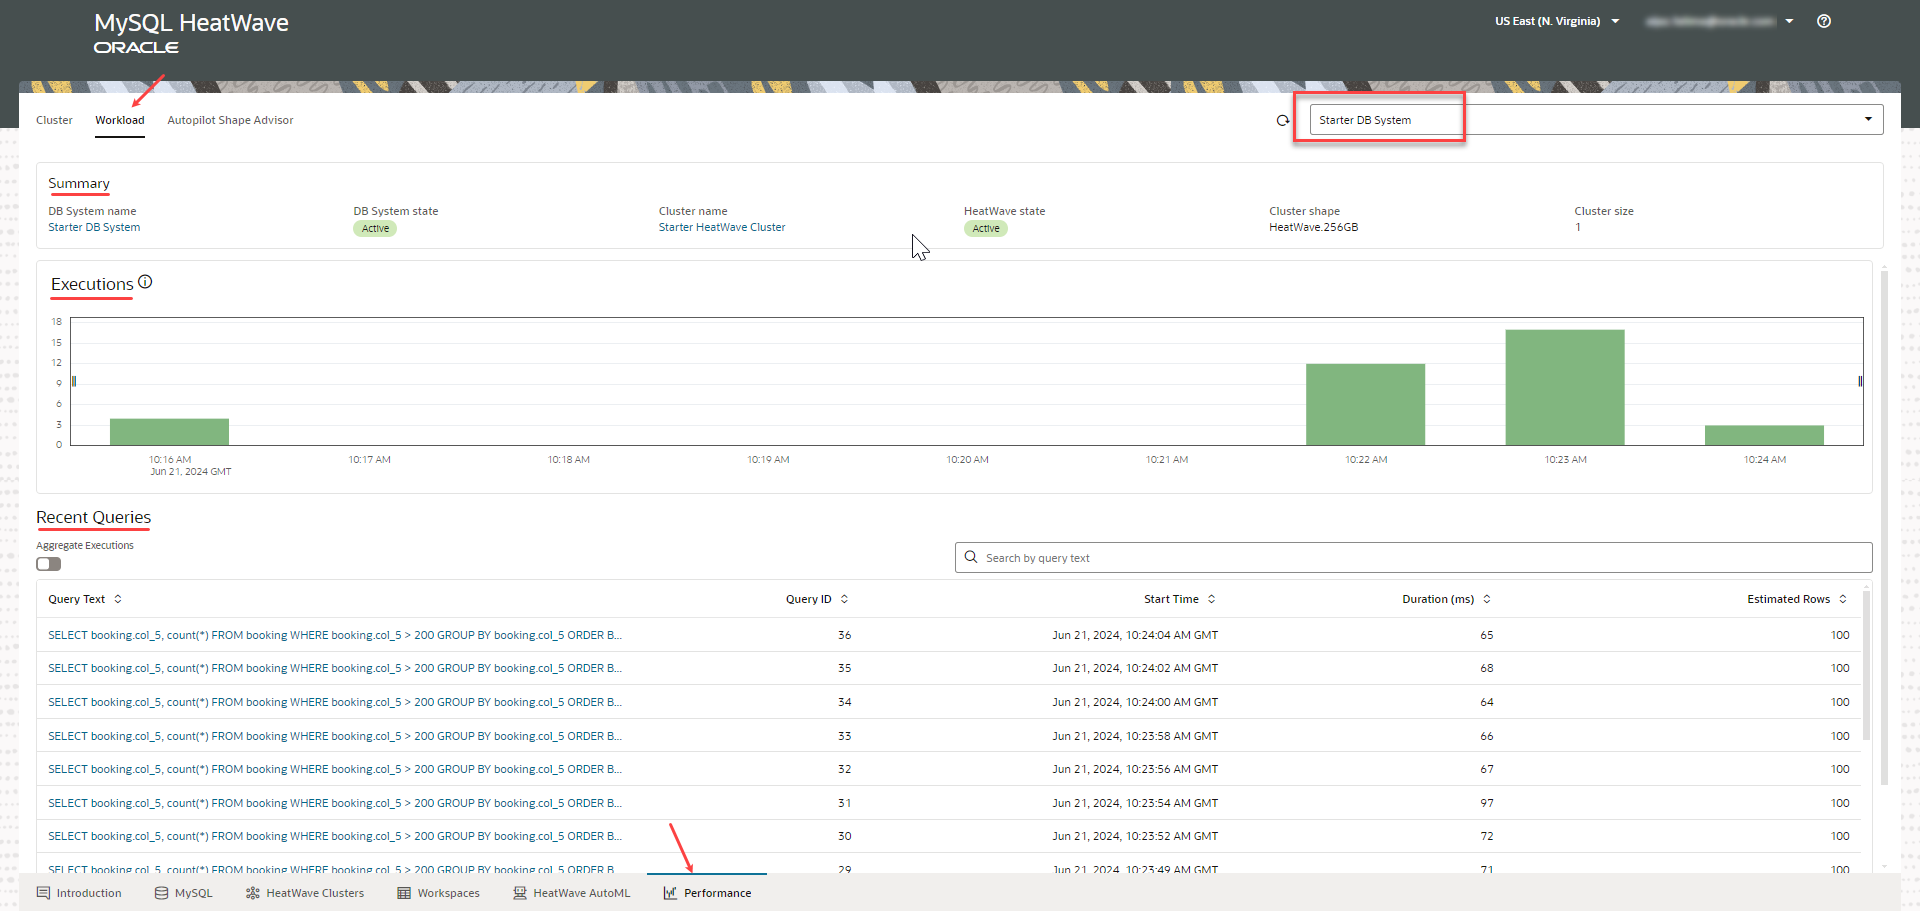 MySQL HeatWave
ORACLE
US East (N. Virginia)
Cluster Workload Autopilot Shape Advisor
Starter DB System
Summary
DB System name DB System state Cluster name HeatWave state Cluster shape Cluster size
Starter DB System Active Starter HeatWave Cluster Active HeatWave.256GB 1
Executions
18
15
12
9
6
3
0
10:16 AM 10:17 AM 10:18 AM 10:19 AM 10:20 AM 10:21 AM 10:22 AM 10:23 AM 10:24 AM
Jun 21, 2024 GMT
Recent Queries
Aggregate Executions
Search by query text
Query Text Query ID Start Time Duration (ms) Estimated Rows
SELECT booking.col_5, count(*) FROM booking WHERE booking.col_5 > 200 GROUP BY booking.col_5 ORDER B... 36 Jun 21, 2024, 10:24:04 AM GMT 65 100
SELECT booking.col_5, count(*) FROM booking WHERE booking.col_5 > 200 GROUP BY booking.col_5 ORDER B... 35 Jun 21, 2024, 10:24:02 AM GMT 68 100
SELECT booking.col_5, count(*) FROM booking WHERE booking.col_5 > 200 GROUP BY booking.col_5 ORDER B... 34 Jun 21, 2024, 10:24:00 AM GMT 64 100
SELECT booking.col_5, count(*) FROM booking WHERE booking.col_5 > 200 GROUP BY booking.col_5 ORDER B... 33 Jun 21, 2024, 10:23:58 AM GMT 66 100
SELECT booking.col_5, count(*) FROM booking WHERE booking.col_5 > 200 GROUP BY booking.col_5 ORDER B... 32 Jun 21, 2024, 10:23:56 AM GMT 67 100
SELECT booking.col_5, count(*) FROM booking WHERE booking.col_5 > 200 GROUP BY booking.col_5 ORDER B... 31 Jun 21, 2024, 10:23:54 AM GMT 97 100
SELECT booking.col_5, count(*) FROM booking WHERE booking.col_5 > 200 GROUP BY booking.col_5 ORDER B... 30 Jun 21, 2024, 10:23:52 AM GMT 72 100
SELECT booking.col_5, count(*) FROM booking WHERE booking.col_5 > 200 GROUP BY booking.col_5 ORDER B... 29 Jun 21, 2024, 10:23:49 AM GMT 71 100
Introduction MySQL HeatWave Clusters Workspaces HeatWave AutoML Performance